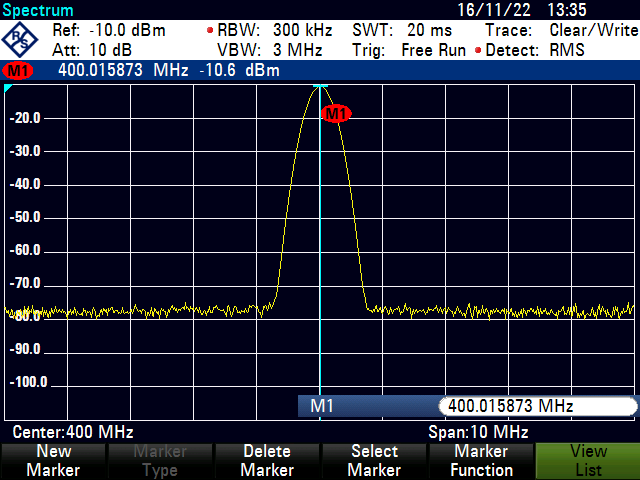 Spectrum 16/11/22 13:35
R&S Ref: -10.0 dBm RBW: 300 kHz SWT: 20 ms Trace: Clear/Write
Att: 10 dB VBW: 3 MHz Trig: Free Run Detect: RMS
M1 400.015873 MHz -10.6 dBm
M1
-20.0
-30.0
-40.0
-50.0
-60.0
-70.0
-80.0
-90.0
-100.0
M1 400.015873 MHz
Center:400 MHz Span:10 MHz
New Marker Delete Select Marker View
Marker Type Marker Marker Function List